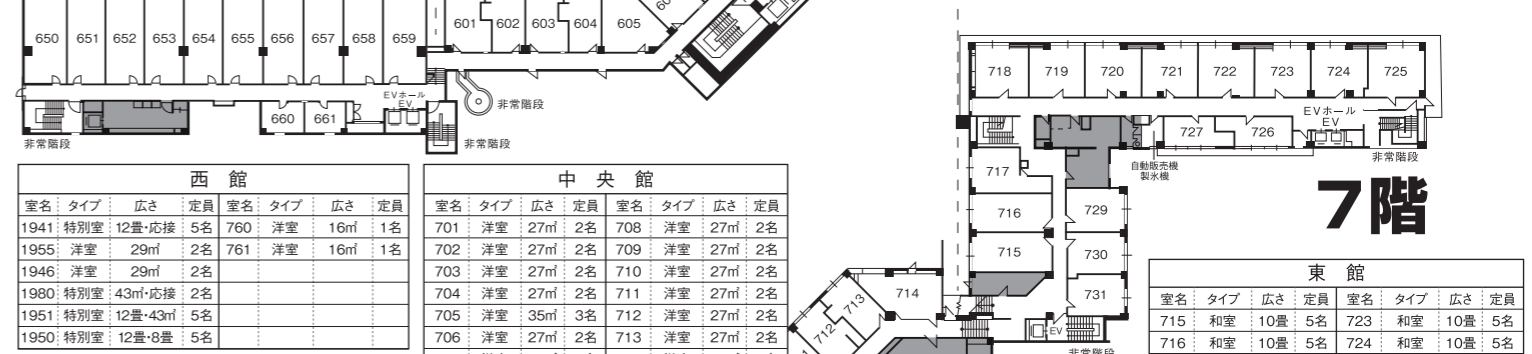 650 651 652 653 654 655 656 657 658 659
601 602 603 604 605
660 661
EVホール
EV
非常階段
非常階段
718 719 720 721 722 723 724 725
EVホール
EV
727 726
自動販売機
製氷機
非常階段
717
716 729
715 730
731
714
713
712
EV
非常階段
7階
西館
室名 タイプ 広さ 定員 室名 タイプ 広さ 定員
1941 特別室 12畳・応接 5名 760 洋室 16㎡ 1名
1955 洋室 29㎡ 2名 761 洋室 16㎡ 1名
1946 洋室 29㎡ 2名
1980 特別室 43㎡・応接 2名
1951 特別室 12畳・43㎡ 5名
1950 特別室 12畳・8畳 5名
中央館
室名 タイプ 広さ 定員 室名 タイプ 広さ 定員
701 洋室 27㎡ 2名 708 洋室 27㎡ 2名
702 洋室 27㎡ 2名 709 洋室 27㎡ 2名
703 洋室 27㎡ 2名 710 洋室 27㎡ 2名
704 洋室 27㎡ 2名 711 洋室 27㎡ 2名
705 洋室 35㎡ 3名 712 洋室 27㎡ 2名
706 洋室 27㎡ 2名 713 洋室 27㎡ 2名
東館
室名 タイプ 広さ 定員 室名 タイプ 広さ 定員
715 和室 10畳 5名 723 和室 10畳 5名
716 和室 10畳 5名 724 和室 10畳 5名